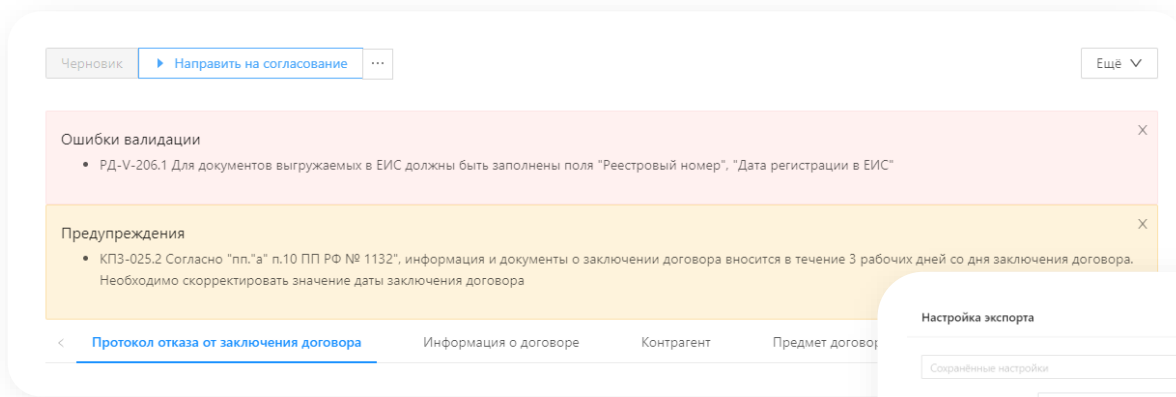 Черновик
Направить на согласование
...
Ещё
Ошибки валидации
• РД-V-206.1 Для документов выгружаемых в ЕИС должны быть заполнены поля "Реестровый номер", "Дата регистрации в ЕИС"
Предупреждения
• КПЗ-025.2 Согласно "пп."а" п.10 ПП РФ № 1132", информация и документы о заключении договора вносится в течение 3 рабочих дней со дня заключения договора.
Необходимо скорректировать значение даты заключения договора
Протокол отказа от заключения договора
Информация о договоре
Контрагент
Предмет договор
Настройка экспорта
Сохранённые настройки